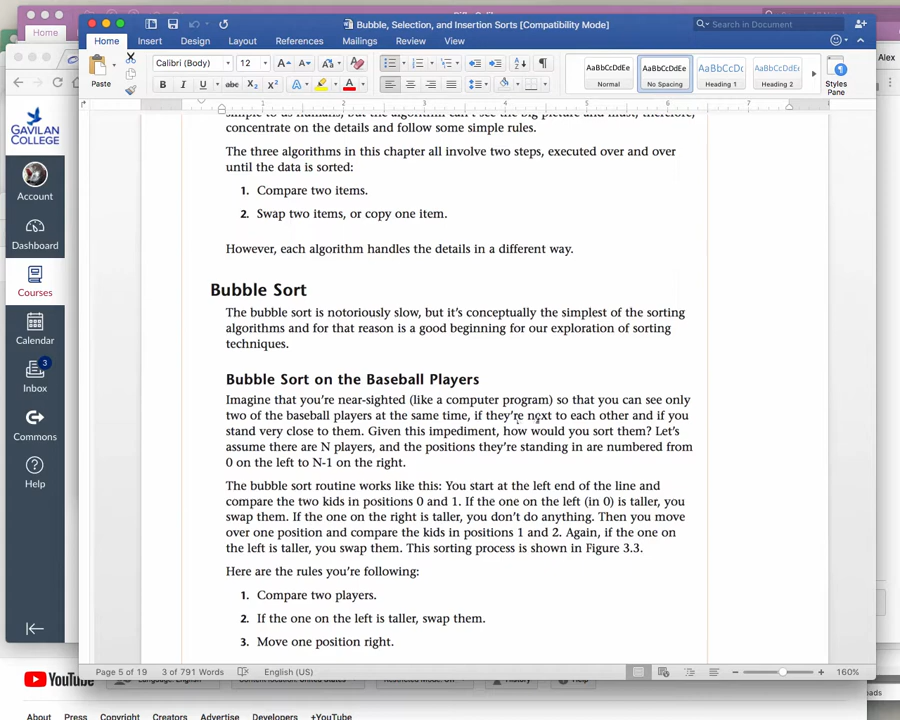 Bubble, Selection, and Insertion Sorts [Compatibility Mode]
Search in Document
Home
Home Insert Design Layout References Mailings Review View
Alex
Paste
Calibri (Body) 12
AaBbCcDdEe AaBbCcDdEe AaBbCcDc AaBbCcDdEe
Normal No Spacing Heading 1 Heading 2
Styles
Pane
GAVILAN
COLLEGE
Account
Dashboard
Courses
Calendar
3
Inbox
Commons
Help
concentrate on the details and follow some simple rules.
The three algorithms in this chapter all involve two steps, executed over and over
until the data is sorted:
1. Compare two items.
2. Swap two items, or copy one item.
However, each algorithm handles the details in a different way.
Bubble Sort
The bubble sort is notoriously slow, but it's conceptually the simplest of the sorting
algorithms and for that reason is a good beginning for our exploration of sorting
techniques.
Bubble Sort on the Baseball Players
Imagine that you're near-sighted (like a computer program) so that you can see only
two of the baseball players at the same time, if they're next to each other and if you
stand very close to them. Given this impediment, how would you sort them? Let's
assume there are N players, and the positions they're standing in are numbered from
0 on the left to N-1 on the right.
The bubble sort routine works like this: You start at the left end of the line and
compare the two kids in positions 0 and 1. If the one on the left (in 0) is taller, you
swap them. If the one on the right is taller, you don't do anything. Then you move
over one position and compare the kids in positions 1 and 2. Again, if the one on
the left is taller, you swap them. This sorting process is shown in Figure 3.3.
Here are the rules you're following:
1. Compare two players.
2. If the one on the left is taller, swap them.
3. Move one position right.
Page 5 of 19 3 of 791 Words English (US) 160%
YouTube
About Press Copyright Creators Advertise Developers +YouTube